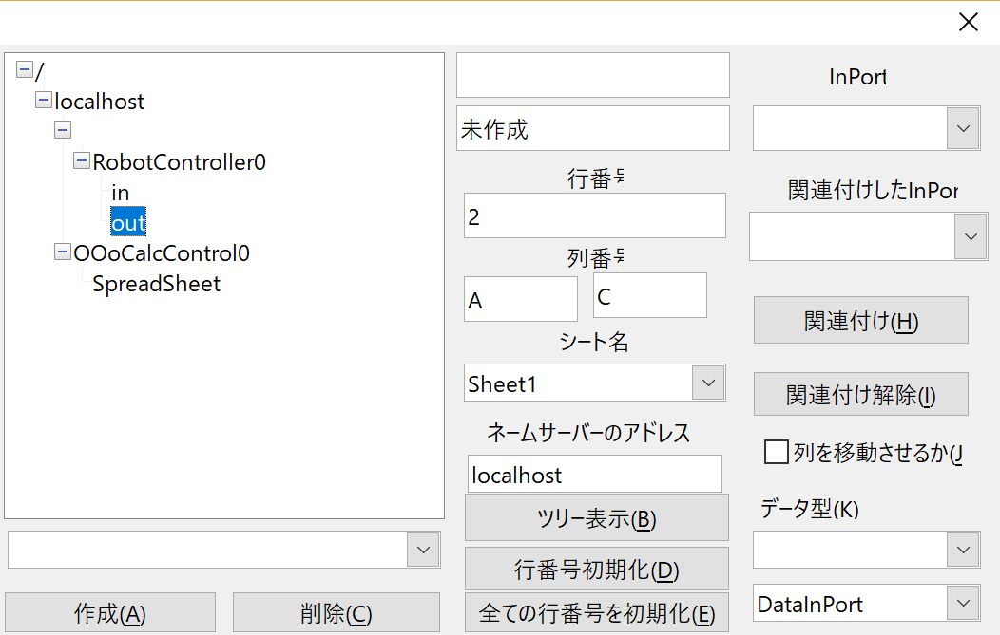 /
localhost
RobotController0
in
out
OOoCalcControl0
SpreadSheet
作成(A)
削除(C)
未作成
行番号
2
列番号
A
C
シート名
Sheet1
ネームサーバーのアドレス
localhost
ツリー表示(B)
行番号初期化(D)
全ての行番号を初期化(E)
InPort
関連付けしたInPor
関連付け(H)
関連付け解除(I)
列を移動させるか(J
データ型(K)
DataInPort